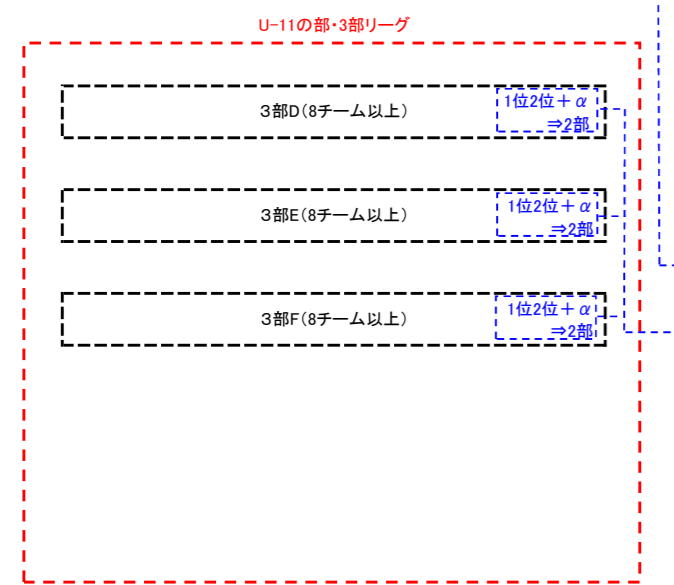 U-11の部・3部リーグ
３部D（8チーム以上）
1位2位＋α
⇒2部
３部E（8チーム以上）
1位2位＋α
⇒2部
３部F（8チーム以上）
1位2位＋α
⇒2部